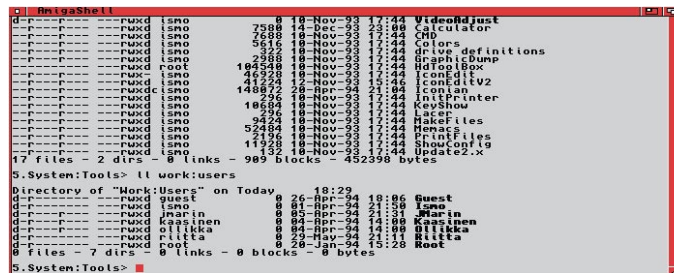 AmigaShell
d-r---r--- ---rwxd ismo 0 10-Nov-93 17:44 VideoAdjust
--r---r--- ---rwxd ismo 7580 14-Dec-93 23:00 Calculator
--r---r--- ---rwxd ismo 7688 10-Nov-93 17:44 CMD
--r---r--- ---rwxd ismo 5616 10-Nov-93 17:44 Colors
--r---r--- ---rwxd ismo 322 10-Nov-93 17:44 drive_definitions
--r---r--- ---rwxd ismo 2988 10-Nov-93 17:44 GraphicDump
--r---r--- ---rwxd root 104540 10-Nov-93 17:44 HdToolBox
--r---r--- ---rwx- ismo 46928 10-Nov-93 17:44 IconEdit
--r---r--- ---rwxd ismo 41224 12-Nov-93 15:46 IconEditV2
--r---r--- ---rwxdc ismo 148072 20-Apr-94 21:04 Iconian
--r---r--- ---rwxd ismo 296 10-Nov-93 17:44 InitPrinter
--r---r--- ---rwxd ismo 10684 10-Nov-93 17:44 KeyShow
--r---r--- ---rwxd ismo 296 10-Nov-93 17:44 Lacer
--r---r--- ---rwxd ismo 9424 10-Nov-93 17:44 MakeFiles
--r---r--- ---rwxd ismo 52484 10-Nov-93 17:44 Memacs
--r---r--- ---rwxd ismo 2196 10-Nov-93 17:44 PrintFiles
--r---r--- ---rwxd ismo 11928 10-Nov-93 17:44 ShowConfig
--r---r--- ---rwxd ismo 132 10-Nov-93 17:44 Update2.x
17 files - 2 dirs - 0 links - 909 blocks - 452398 bytes
5.System:Tools> ll work:users
Directory of "Work:Users" on Today 18:29
d-r---r--- ---rwxd guest 0 26-Apr-94 18:06 Guest
d-r---r--- ---rwxd ismo 0 01-Apr-94 21:50 Ismo
d-r---r--- ---rwxd jmarin 0 05-Apr-94 21:31 JMarin
d-r---r--- ---rwxd kaasinen 0 04-Apr-94 14:00 Kaasinen
d-r---r--- ---rwxd ollikka 0 04-Apr-94 14:00 Ollikka
d-r---r--- ---rwxd riitta 0 29-May-94 21:11 Riitta
d-r---r--- ---rwxd root 0 20-Jan-94 15:28 Root
0 files - 7 dirs - 0 links - 0 blocks - 0 bytes
5.System:Tools>